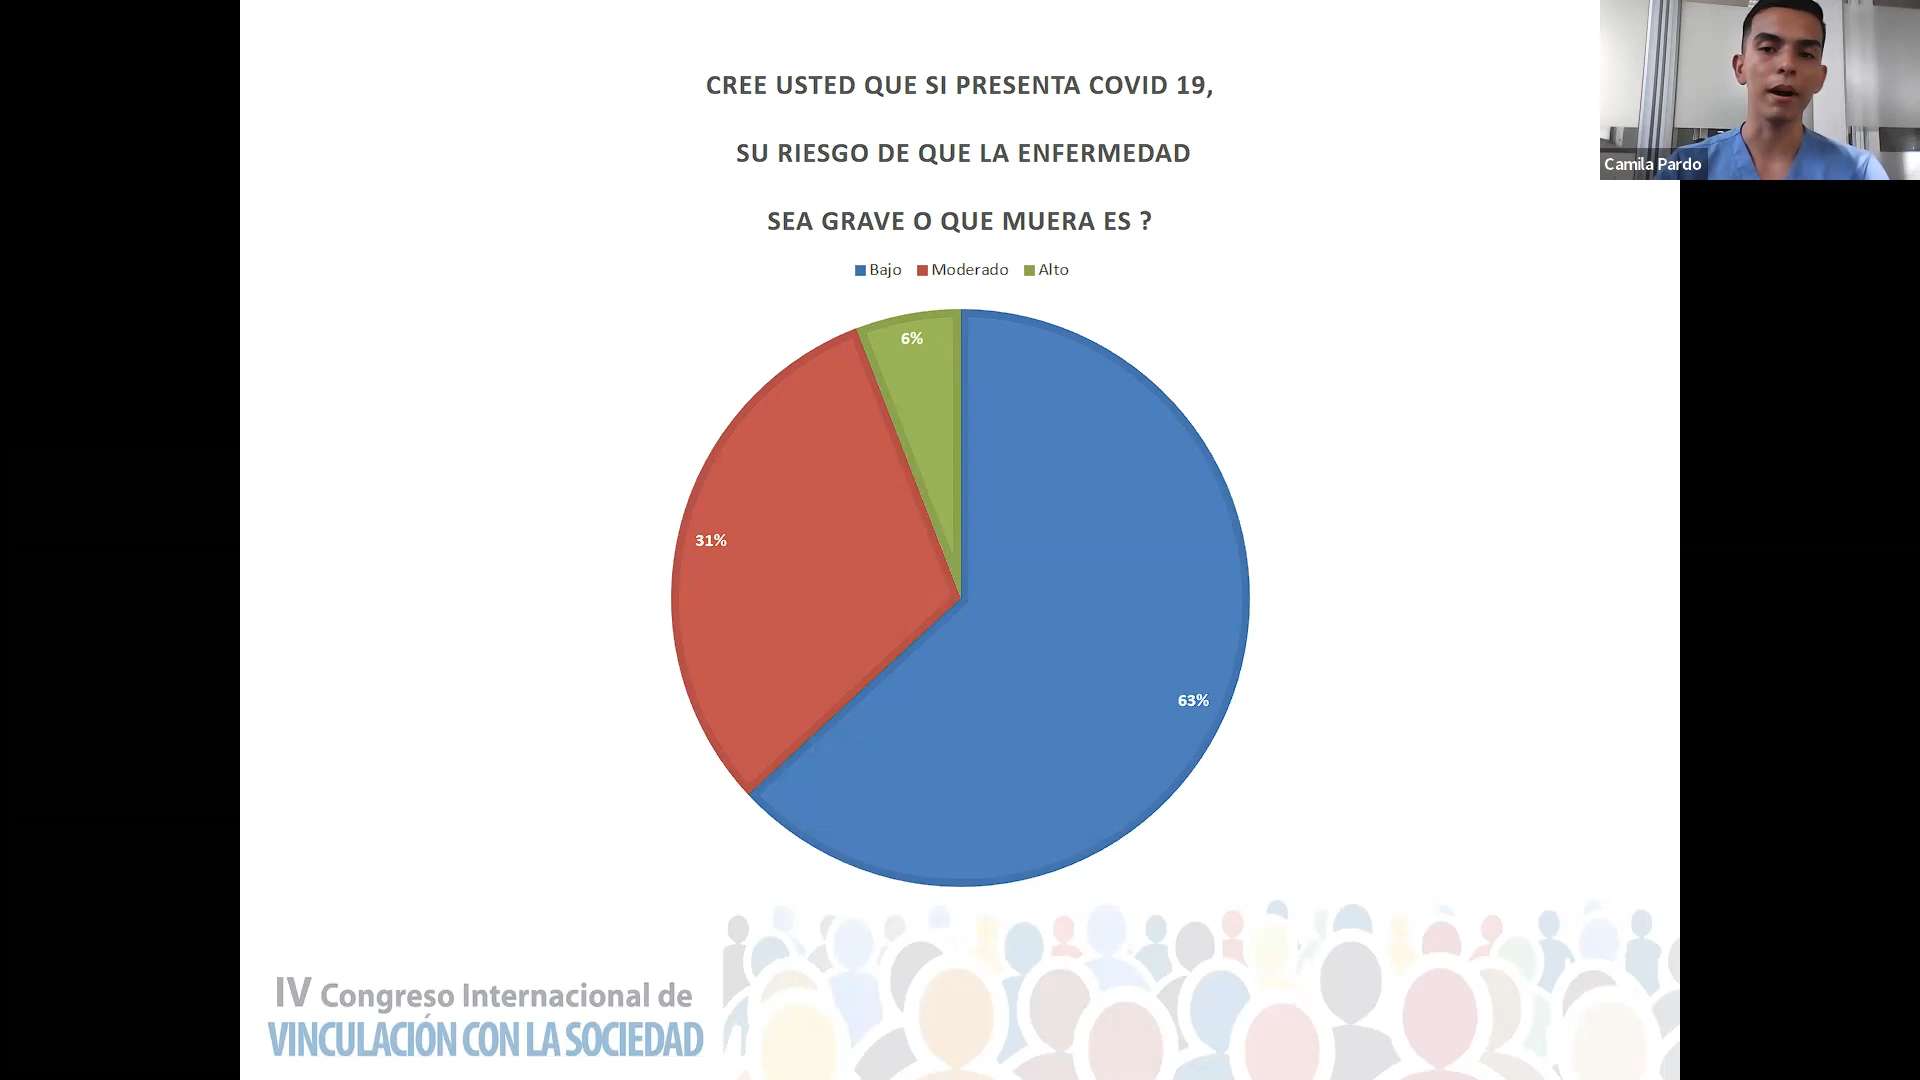 CREE USTED QUE SI PRESENTA COVID 19,
SU RIESGO DE QUE LA ENFERMEDAD
SEA GRAVE O QUE MUERA ES ?
Bajo Moderado Alto
6%
31%
63%
Camila Pardo
IV Congreso Internacional de
VINCULACIÓN CON LA SOCIEDAD